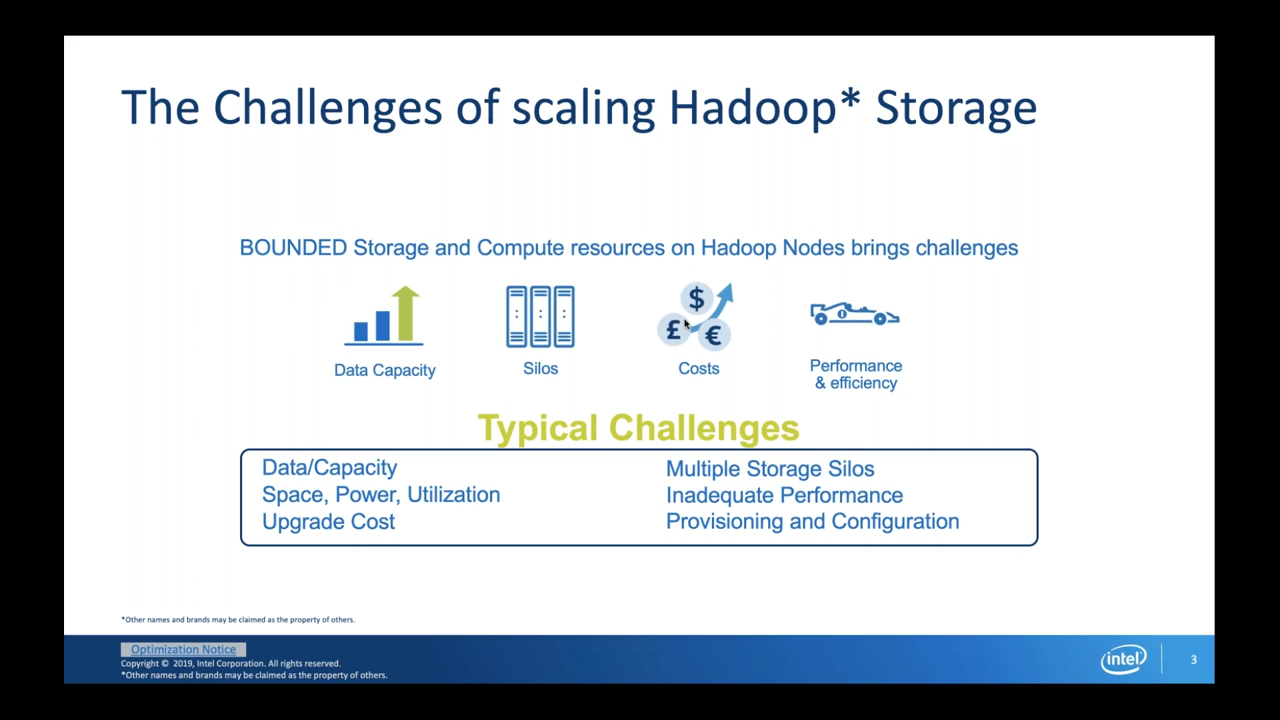 The Challenges of scaling Hadoop* Storage
BOUNDED Storage and Compute resources on Hadoop Nodes brings challenges
$
£
€
Data Capacity
Silos
Costs
Performance
& efficiency
Typical Challenges
Data/Capacity
Space, Power, Utilization
Upgrade Cost
Multiple Storage Silos
Inadequate Performance
Provisioning and Configuration
*Other names and brands may be claimed as the property of others.
Optimization Notice
Copyright © 2019, Intel Corporation. All rights reserved.
*Other names and brands may be claimed as the property of others.
intel
3